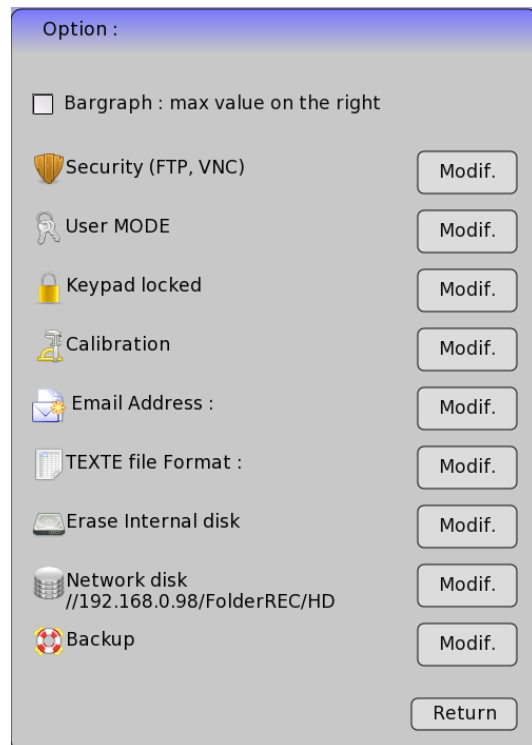 Option :
Bargraph : max value on the right
Security (FTP, VNC) Modif.
User MODE Modif.
Keypad locked Modif.
Calibration Modif.
Email Address : Modif.
TEXTE file Format : Modif.
Erase Internal disk Modif.
Network disk Modif.
//192.168.0.98/FolderREC/HD
Backup Modif.
Return